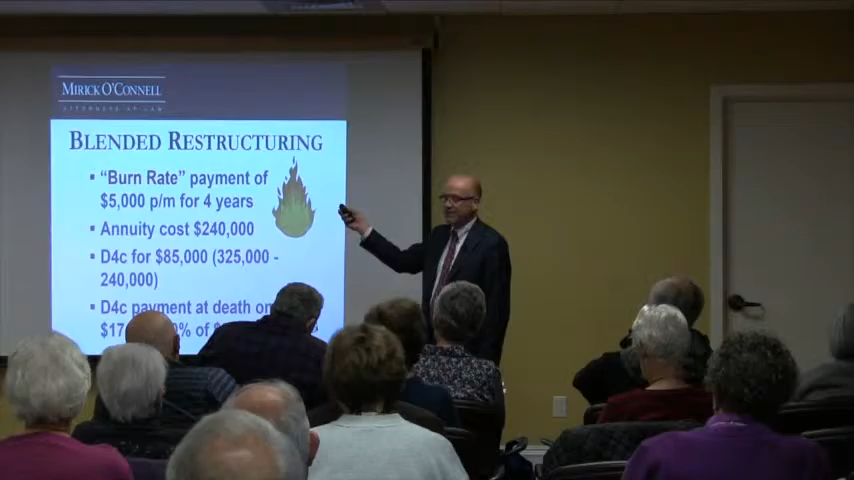 MIRICK O'CONNELL
ATTORNEYS AT LAW
BLENDED RESTRUCTURING
▪ “Burn Rate” payment of
$5,000 p/m for 4 years
▪ Annuity cost $240,000
▪ D4c for $85,000 (325,000 -
240,000)
▪ D4c payment at death on
% of